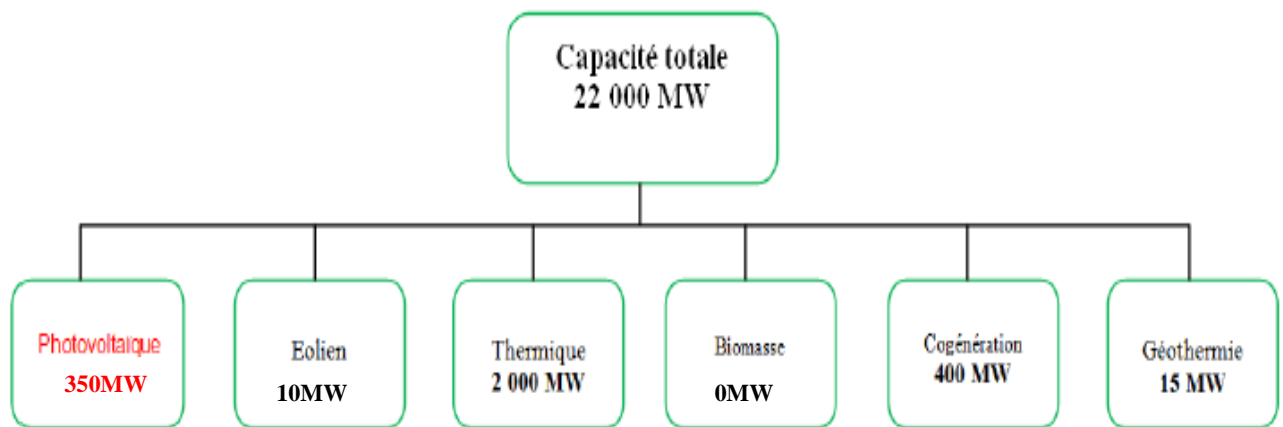 Capacité totale
22 000 MW
Photovoltaïque
350MW
Eolien
10MW
Thermique
2 000 MW
Biomasse
0MW
Cogénération
400 MW
Géothermie
15 MW